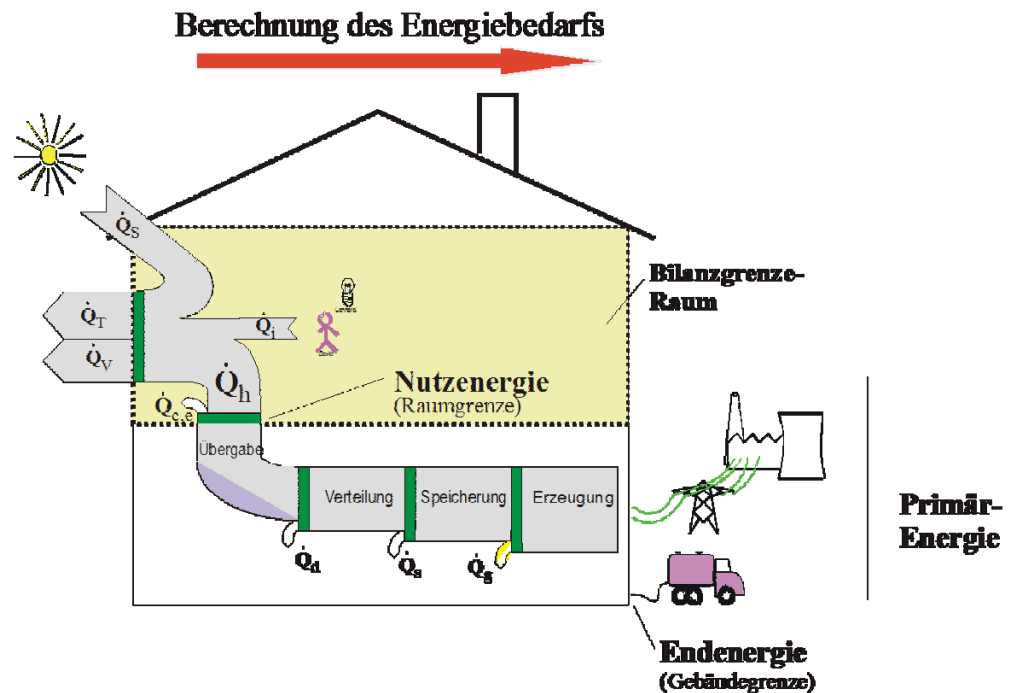 Berechnung des Energiebedarfs
Q̇S
Bilanzgrenze-
Raum
Q̇T
Q̇i
Q̇V
Q̇h
Nutzenergie
(Raumgrenze)
Q̇c,e
Übergabe
Verteilung
Speicherung
Erzeugung
Primär-
Energie
Q̇d
Q̇s
Q̇g
Endenergie
(Gebäudegrenze)